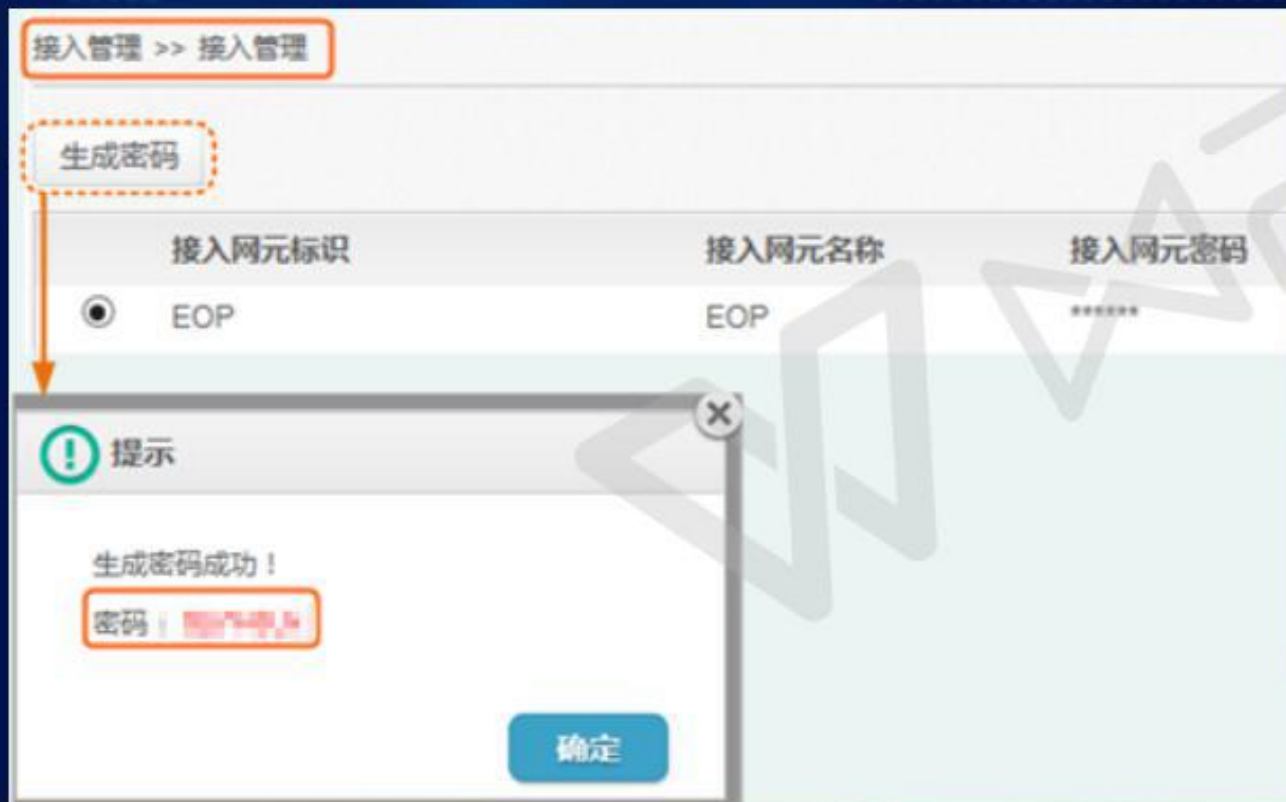 接入管理 >> 接入管理
生成密码
接入网元标识 接入网元名称 接入网元密码
EOP EOP ******
提示
生成密码成功！
密码：
确定